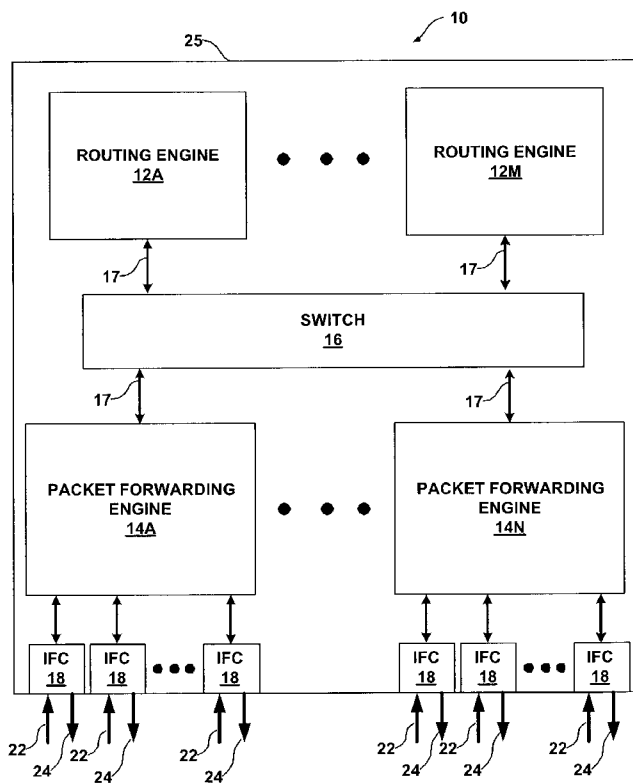 10
25
ROUTING ENGINE
12A
ROUTING ENGINE
12M
17
17
SWITCH
16
17
17
PACKET FORWARDING
ENGINE
14A
PACKET FORWARDING
ENGINE
14N
IFC
18
IFC
18
IFC
18
IFC
18
IFC
18
IFC
18
22
24
22
24
22
24
22
24
22
24
22
24